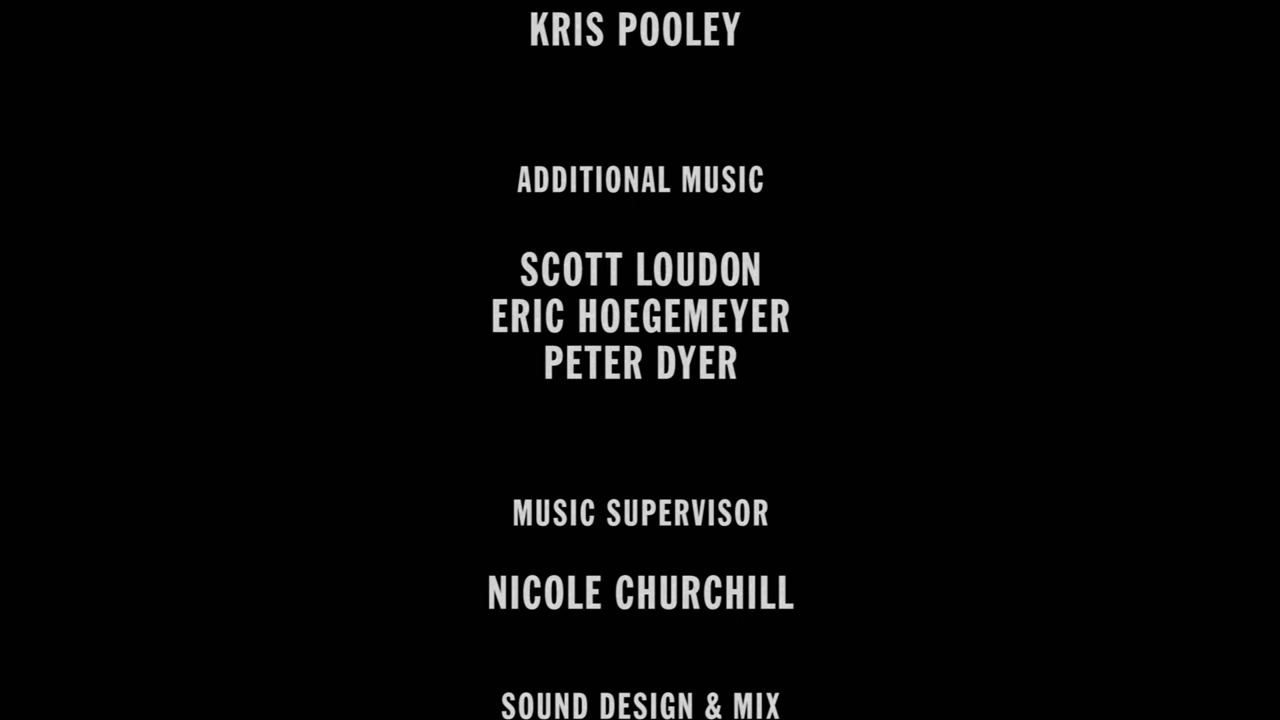 KRIS POOLEY
ADDITIONAL MUSIC
SCOTT LOUDON
ERIC HOEGEMEYER
PETER DYER
MUSIC SUPERVISOR
NICOLE CHURCHILL
SOUND DESIGN & MIX